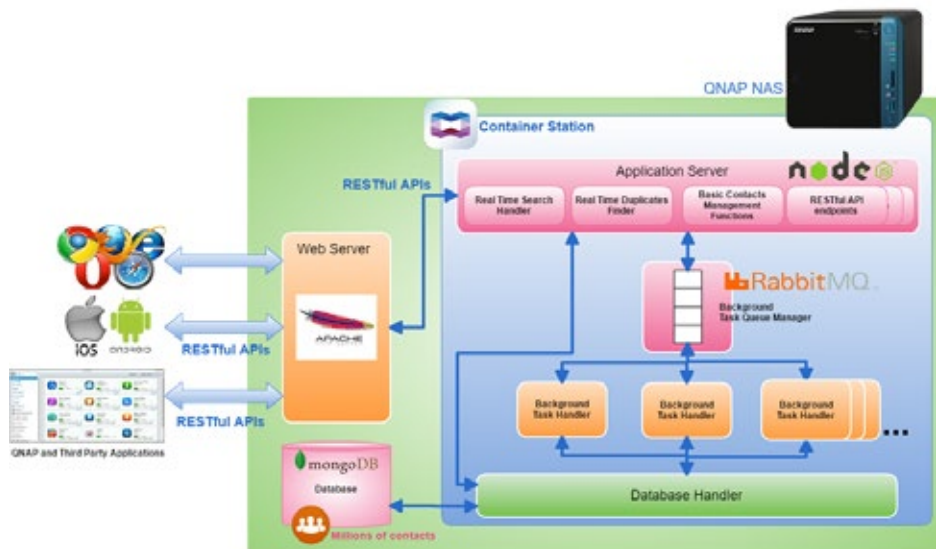 QNAP
QNAP NAS
Container Station
RESTful APIs
Application Server
node
JS
Real Time Search
Handler
Real Time Duplicates
Finder
Basic Contacts
Management
Functions
RESTful API
endpoints
Web Server
APACHE
RabbitMQ
Background
Task Queue Manager
iOS
ANDROID
RESTful APIs
RESTful APIs
QNAP and Third Party Applications
Background
Task Handler
Background
Task Handler
Background
Task Handler
...
mongoDB
Database
Millions of contacts
Database Handler